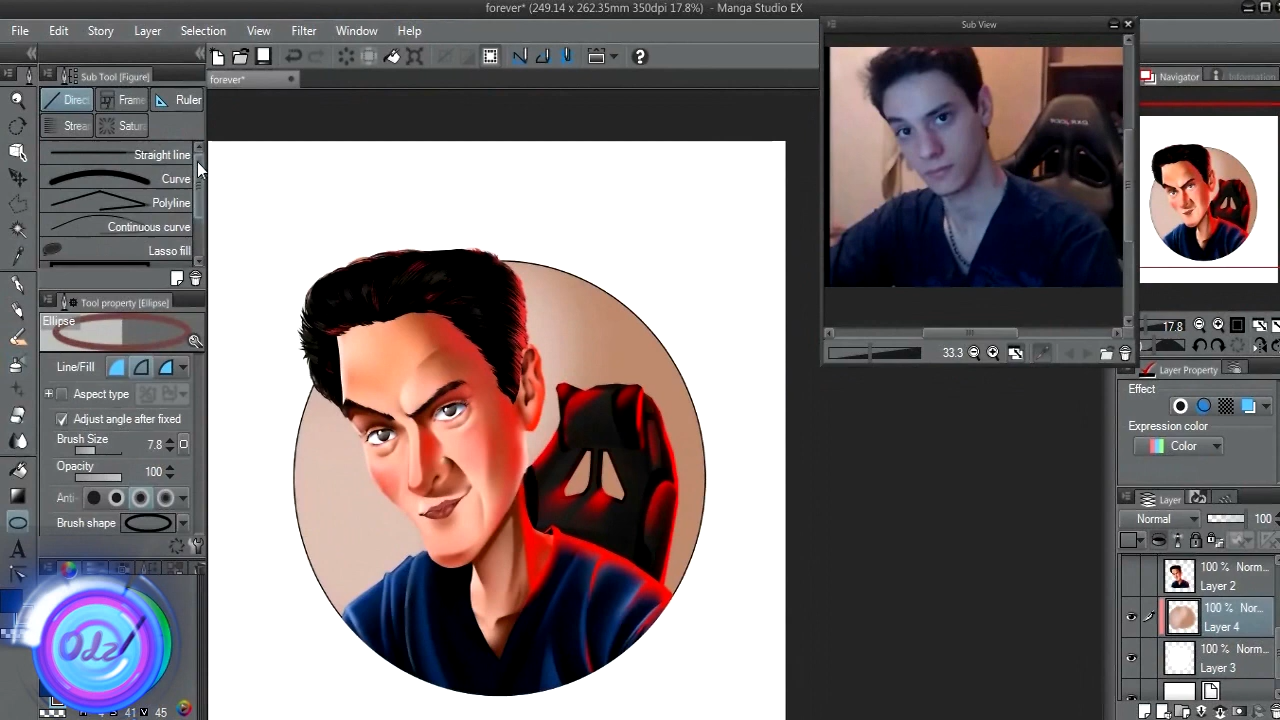 forever* (249.14 x 262.35mm 350dpi 17.8%) - Manga Studio EX
File Edit Story Layer Selection View Filter Window Help
Sub View
Sub Tool [Figure]
forever*
Navigator Information
Direc Frame Ruler
Strea Satur
Straight line
Curve
Polyline
Continuous curve
Lasso fill
Tool property [Ellipse]
Ellipse
Line/Fill
Aspect type
Adjust angle after fixed
Brush Size 7.8
Opacity 100
Anti-
Brush shape
33.3
17.8
Layer Property
Effect
Expression color
Color
Layer
Normal 100
100 % Norm...
Layer 2
100 % Nor...
Layer 4
100 % Norm...
Layer 3
Odz
41 V 45